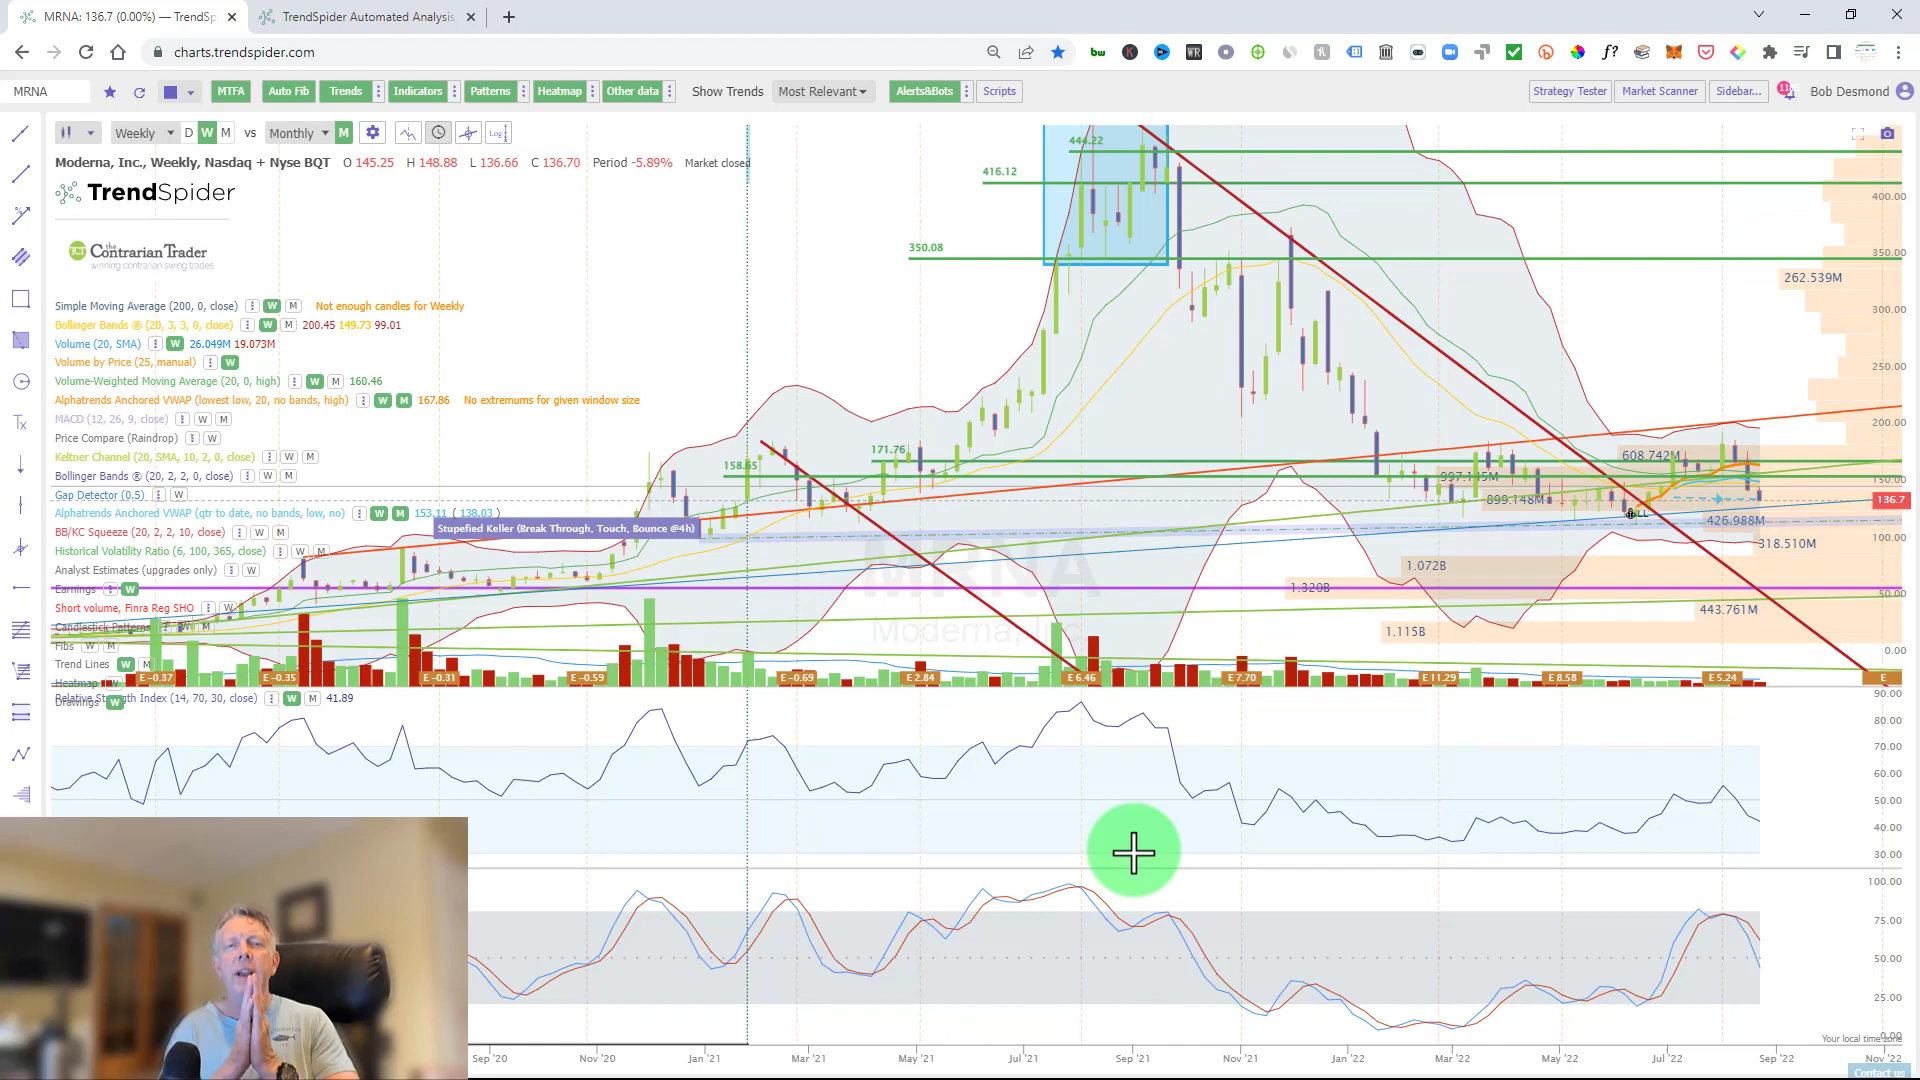 MRNA: 136.7 (0.00%) — TrendSp
TrendSpider Automated Analysis
charts.trendspider.com
MRNA
MTFA
Auto Fib
Trends
Indicators
Patterns
Heatmap
Other data
Show Trends
Most Relevant
Alerts&Bots
Scripts
Strategy Tester
Market Scanner
Sidebar...
Bob Desmond
Weekly D W M vs Monthly M
Log
Moderna, Inc., Weekly, Nasdaq + Nyse BQT O 145.25 H 148.88 L 136.66 C 136.70 Period -5.89% Market closed
TrendSpider
the Contrarian Trader
winning contrarian swing trades
Simple Moving Average (200, 0, close) W M Not enough candles for Weekly
Bollinger Bands ® (20, 3, 3, 0, close) W M 200.45 149.73 99.01
Volume (20, SMA) W 26.049M 19.073M
Volume by Price (25, manual) W
Volume-Weighted Moving Average (20, 0, high) W M 160.46
Alphatrends Anchored VWAP (lowest low, 20, no bands, high) W M 167.86 No extremums for given window size
MACD (12, 26, 9, close) W M
Price Compare (Raindrop) W
Keltner Channel (20, SMA, 10, 2, 0, close) W M
Bollinger Bands ® (20, 2, 2, 0, close) W M
Gap Detector (0.5) W
Alphatrends Anchored VWAP (qtr to date, no bands, low, no) W M 153.11 ( 138.03 )
BB/KC Squeeze (20, 2, 2, 10, close) W M
Historical Volatility Ratio (6, 100, 365, close) W M
Analyst Estimates (upgrades only) W
Earnings W
Short volume, Finra Reg SHO W
Candlestick Patterns W M
Fibs W M
Trend Lines W M
Heatmap W
Drawings W
Relative Strength Index (14, 70, 30, close) W M 41.89
Stupefied Keller (Break Through, Touch, Bounce @4h)
444.22
416.12
350.08
171.76
158.65
262.539M
608.742M
997.145M
899.148M
426.988M
318.510M
1.072B
1.320B
443.761M
1.115B
MRNA
Moderna, Inc.
400.00
350.00
300.00
250.00
200.00
150.00
136.7
100.00
50.00
0.00
E -0.37
E -0.35
E -0.31
E -0.59
E -0.69
E 2.84
E 6.46
E 7.70
E 11.29
E 8.58
E 5.24
E
90.00
80.00
70.00
60.00
50.00
40.00
30.00
100.00
75.00
50.00
25.00
0.00
Your local time zone
Sep '20
Nov '20
Jan '21
Mar '21
May '21
Jul '21
Sep '21
Nov '21
Jan '22
Mar '22
May '22
Jul '22
Sep '22
Nov '22
Contact us